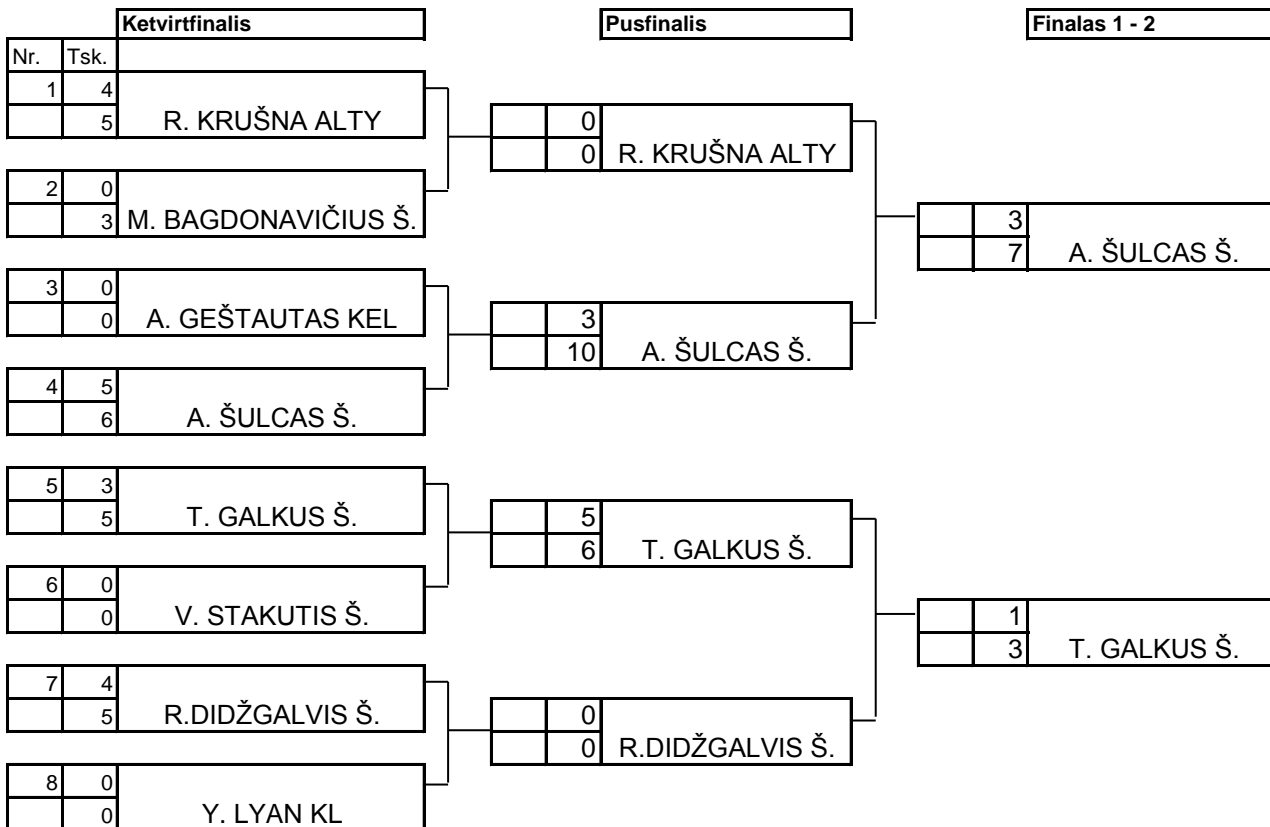 Ketvirtfinalis Pusfinalis Finalas 1 - 2
Nr. Tsk.
1 4
5 R. KRUŠNA ALTY
0
0 R. KRUŠNA ALTY
2 0
3 M. BAGDONAVIČIUS Š.
3
7 A. ŠULCAS Š.
3 0
0 A. GEŠTAUTAS KEL
3
10 A. ŠULCAS Š.
4 5
6 A. ŠULCAS Š.
5 3
5 T. GALKUS Š.
5
6 T. GALKUS Š.
6 0
0 V. STAKUTIS Š.
1
3 T. GALKUS Š.
7 4
5 R.DIDŽGALVIS Š.
0
0 R.DIDŽGALVIS Š.
8 0
0 Y. LYAN KL